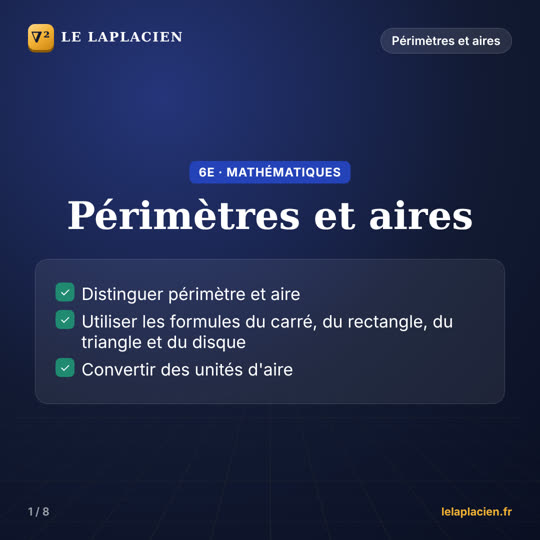 ∇² LE LAPLACIEN
Périmètres et aires
6E · MATHÉMATIQUES
Périmètres et aires
Distinguer périmètre et aire
Utiliser les formules du carré, du rectangle, du
triangle et du disque
Convertir des unités d'aire
1 / 8
lelaplacien.fr